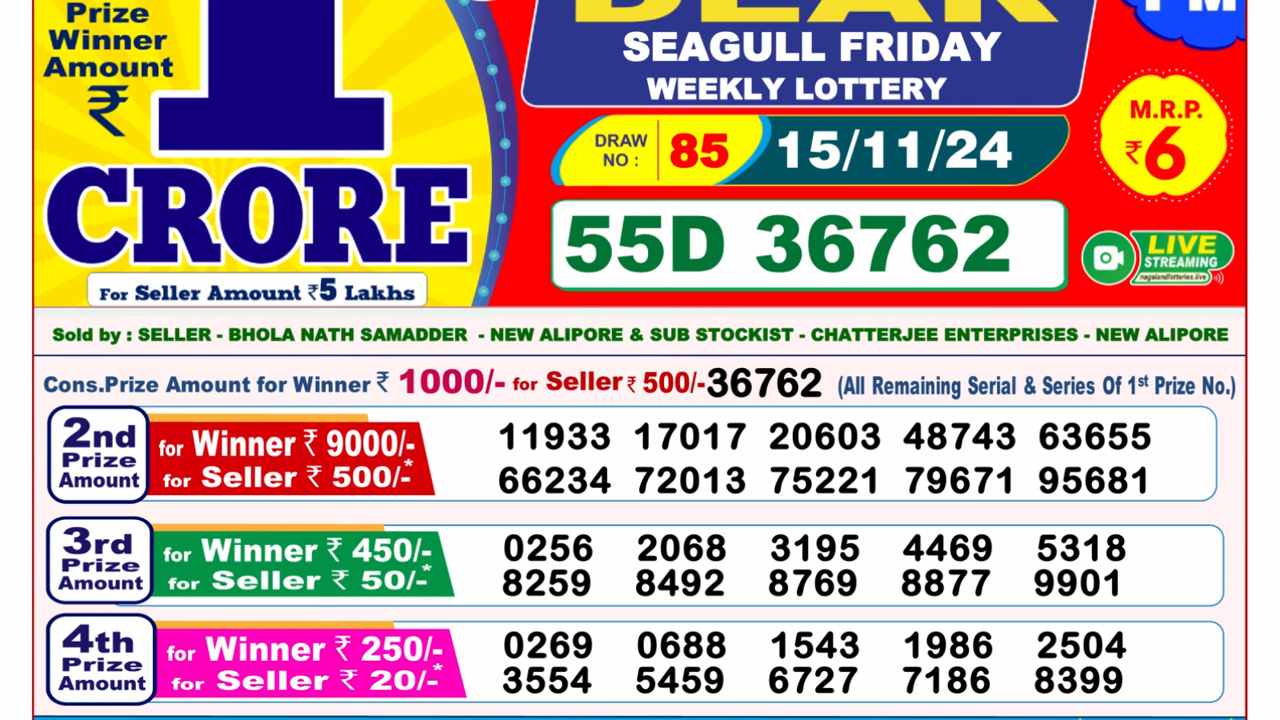 Prize
Winner
Amount
₹
1
CRORE
For Seller Amount ₹5 Lakhs
DEAR
SEAGULL FRIDAY
WEEKLY LOTTERY
DRAW NO : 85 15/11/24
55D 36762
PM
M.R.P.
₹6
LIVE
STREAMING
nagalandlotteries.live
Sold by : SELLER - BHOLA NATH SAMADDER - NEW ALIPORE & SUB STOCKIST - CHATTERJEE ENTERPRISES - NEW ALIPORE
Cons.Prize Amount for Winner ₹ 1000/- for Seller ₹ 500/- 36762 (All Remaining Serial & Series Of 1st Prize No.)
2nd
Prize
Amount
for Winner ₹ 9000/-
for Seller ₹ 500/-*
11933 17017 20603 48743 63655
66234 72013 75221 79671 95681
3rd
Prize
Amount
for Winner ₹ 450/-
for Seller ₹ 50/-*
0256 2068 3195 4469 5318
8259 8492 8769 8877 9901
4th
Prize
Amount
for Winner ₹ 250/-
for Seller ₹ 20/-*
0269 0688 1543 1986 2504
3554 5459 6727 7186 8399